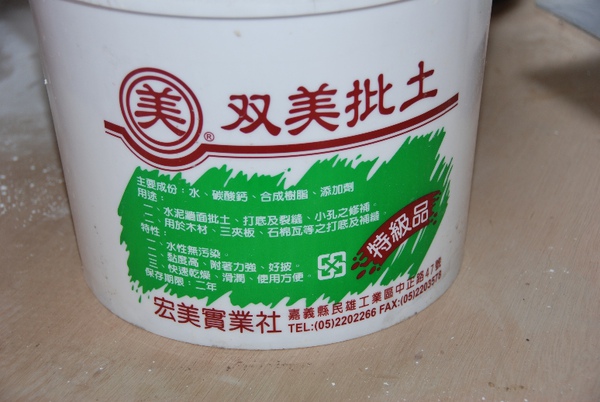 美
®
双美批土
主要成份：水、碳酸鈣、合成樹脂、添加劑
用途：
一、水泥牆面批土、打底及裂縫、小孔之修補。
二、用於木材、三夾板、石棉瓦等之打底及補縫。
特性：
一、水性無污染。
二、黏度高、附著力強、好披。
三、快速乾燥、滑潤、使用方便。
保存期限：二年
特級品
宏美實業社
嘉義縣民雄工業區中正路47號
TEL:(05)2202266 FAX:(05)2203578